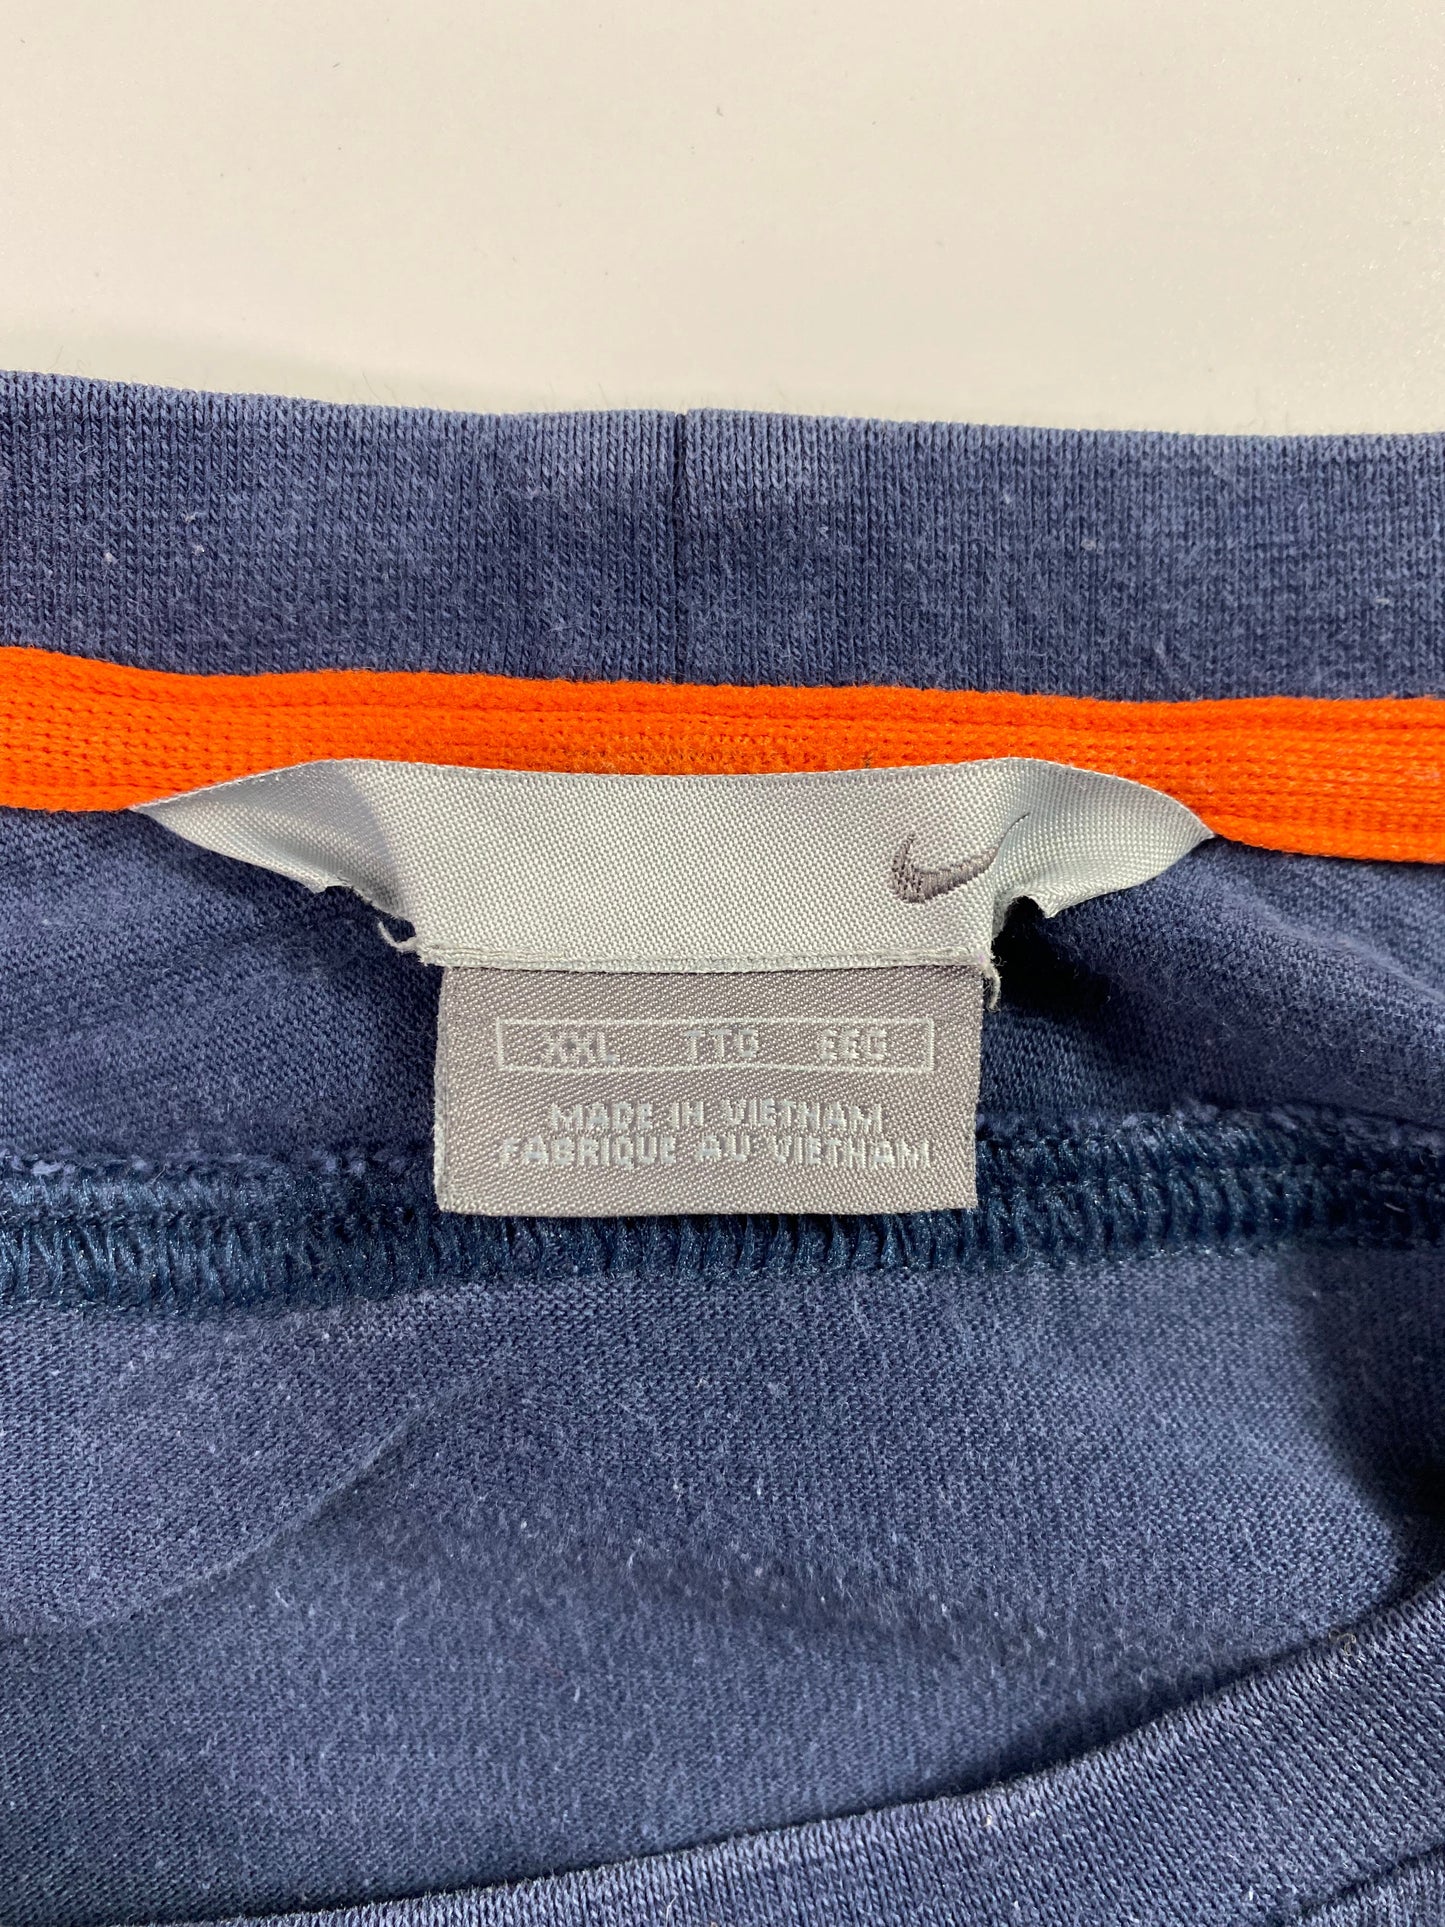 XXL TTG EEG
MADE IN VIETNAM
FABRIQUE AU VIETNAM